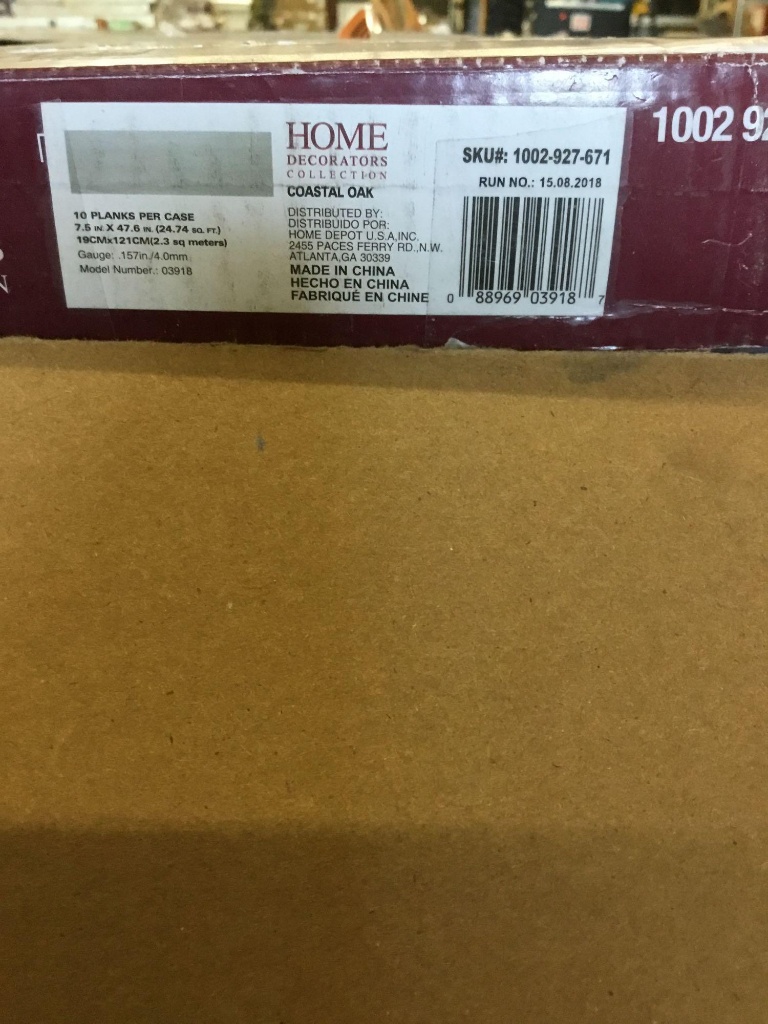 HOME
DECORATORS
COLLECTION
COASTAL OAK
10 PLANKS PER CASE
7.5 IN. X 47.6 IN. (24.74 SQ. FT.)
19CMx121CM(2.3 sq meters)
Gauge: .157in./4.0mm
Model Number.: 03918
DISTRIBUTED BY:
DISTRIBUIDO POR:
HOME DEPOT U.S.A,INC.
2455 PACES FERRY RD.,N.W.
ATLANTA,GA 30339
MADE IN CHINA
HECHO EN CHINA
FABRIQUÉ EN CHINE
SKU#: 1002-927-671
RUN NO.: 15.08.2018
0 88969 03918 7
1002 92
N